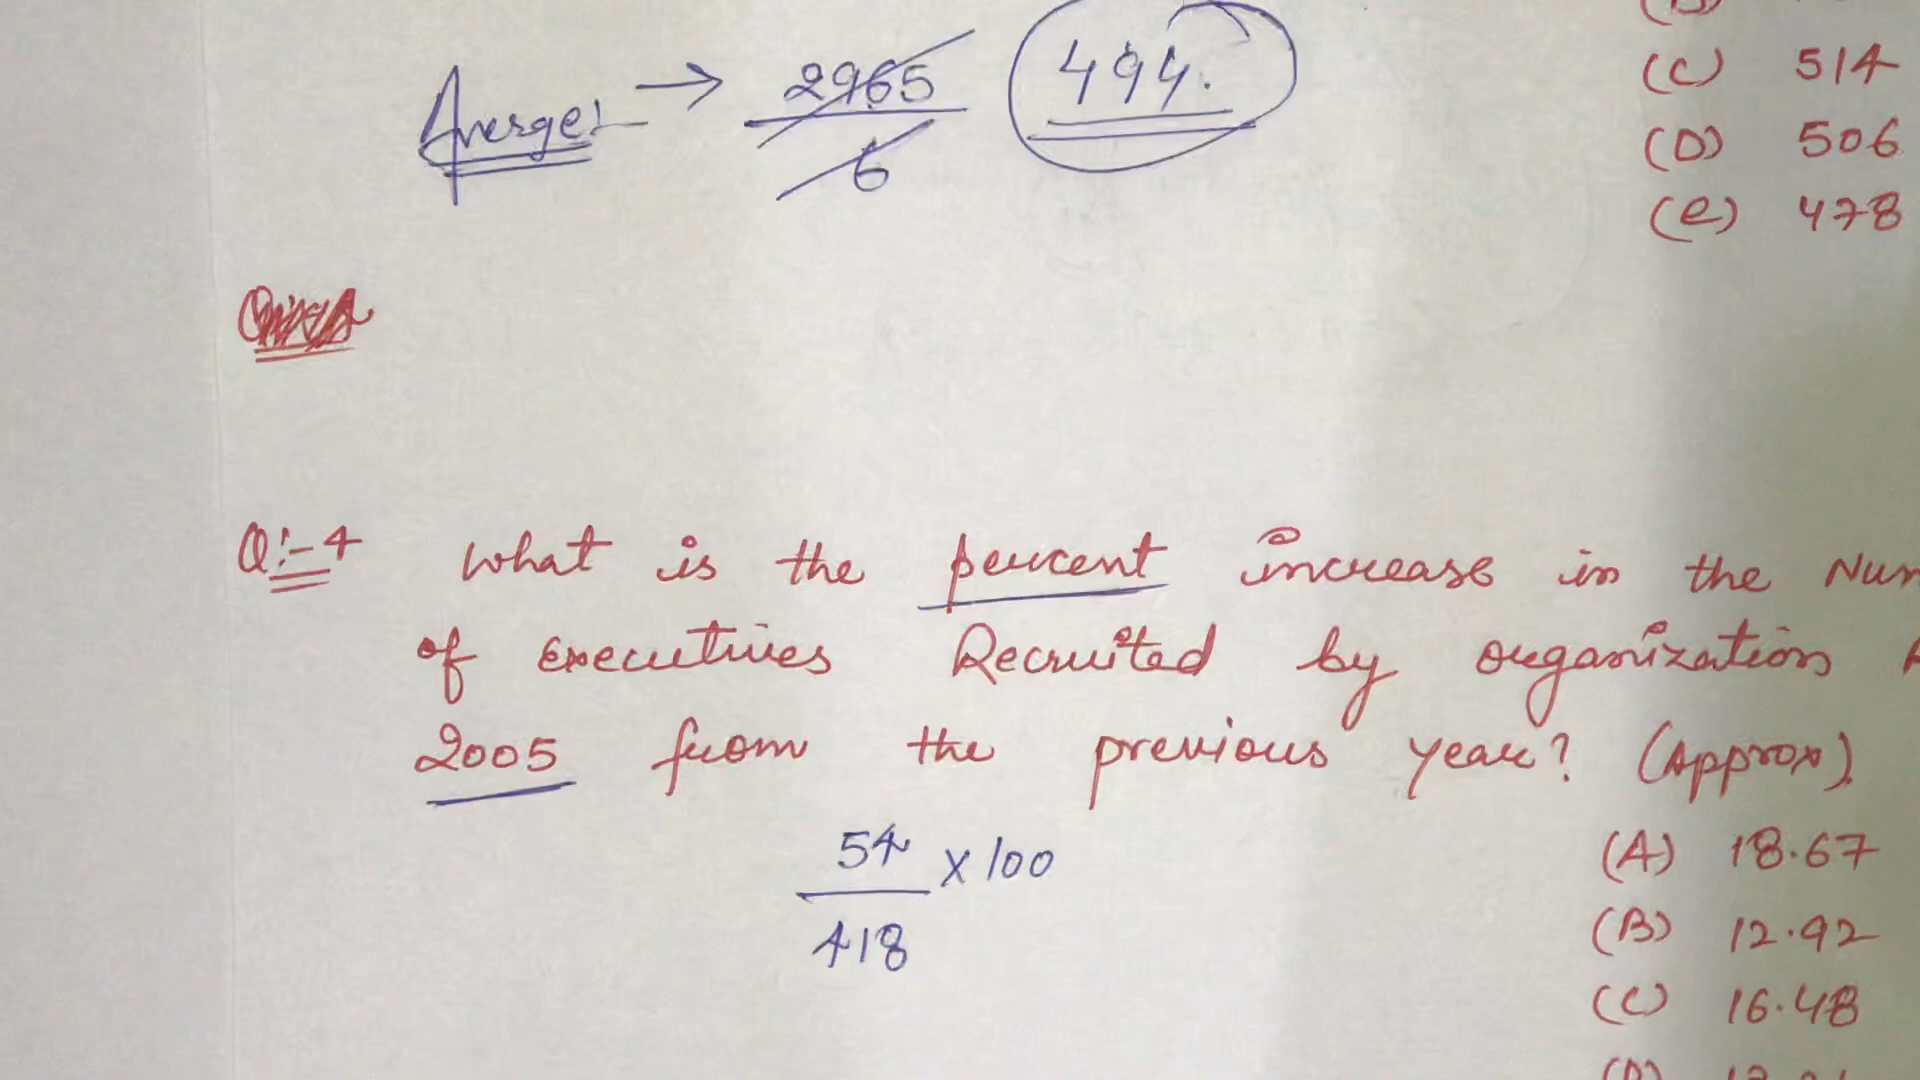 Averge:- → 2965 494.
6
(C) 514
(D) 506
(e) 478
Q:-4 What is the percent increase in the Num
of Executives Recruited by organization
2005 from the previous year? (Approx)
54 X 100
418
(A) 18.67
(B) 12.92
(C) 16.48